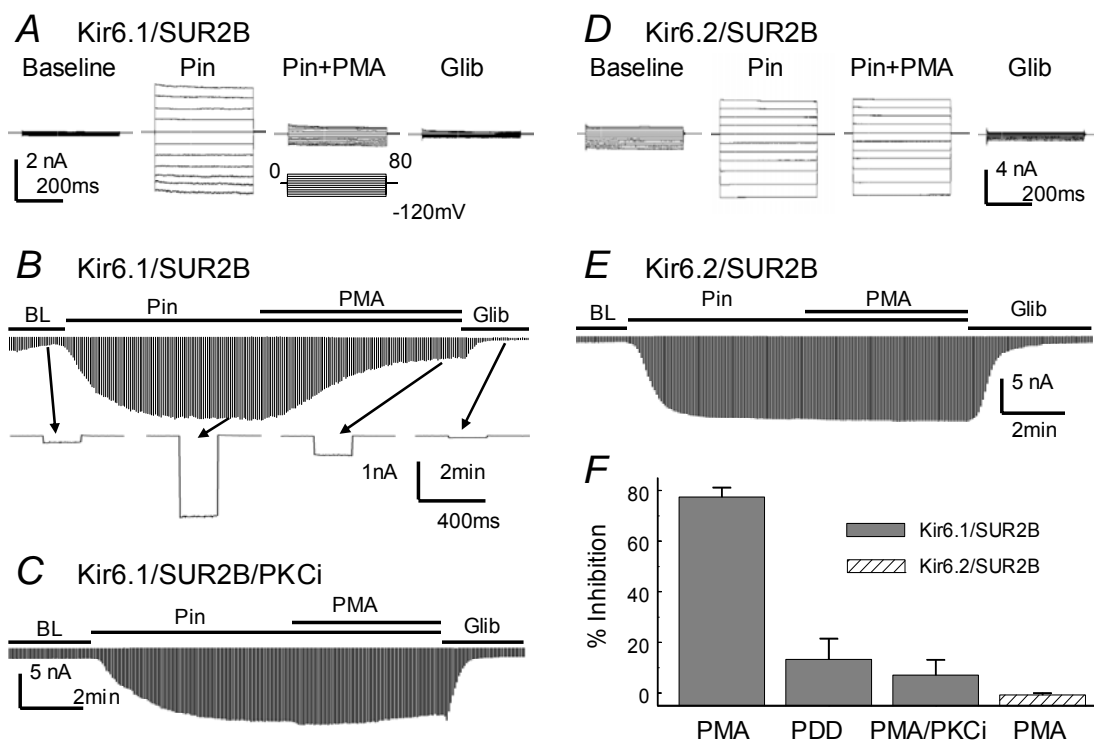 A Kir6.1/SUR2B
Baseline Pin Pin+PMA Glib
2 nA
200ms
0 80
-120mV
B Kir6.1/SUR2B
BL Pin PMA Glib
1nA 2min
400ms
C Kir6.1/SUR2B/PKCi
BL Pin PMA Glib
5 nA
2min
D Kir6.2/SUR2B
Baseline Pin Pin+PMA Glib
4 nA
200ms
E Kir6.2/SUR2B
BL Pin PMA Glib
5 nA
2min
F
% Inhibition
80
60
40
20
0
Kir6.1/SUR2B
Kir6.2/SUR2B
PMA PDD PMA/PKCi PMA